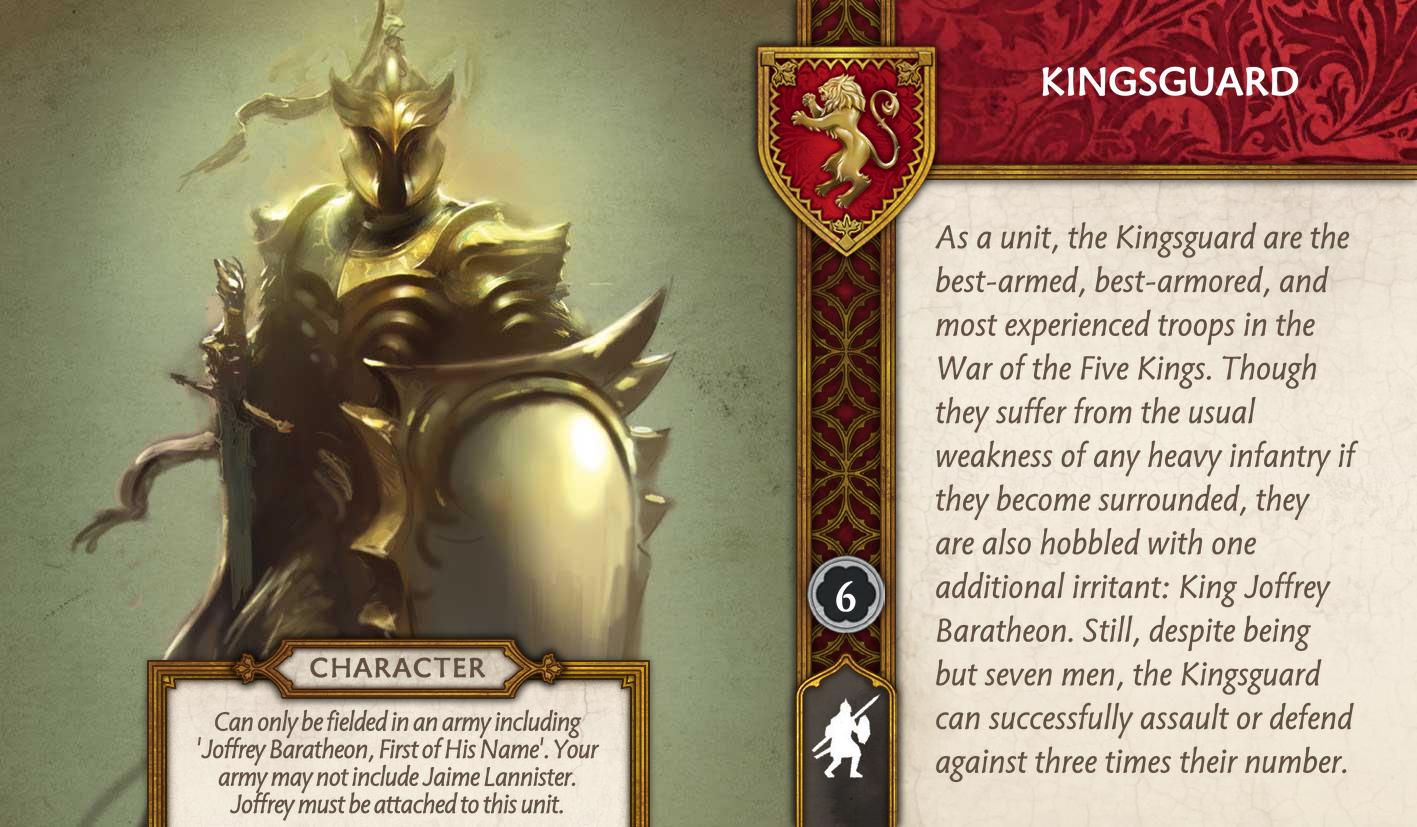 KINGSGUARD
As a unit, the Kingsguard are the
best-armed, best-armored, and
most experienced troops in the
War of the Five Kings. Though
they suffer from the usual
weakness of any heavy infantry if
they become surrounded, they
are also hobbled with one
additional irritant: King Joffrey
Baratheon. Still, despite being
but seven men, the Kingsguard
can successfully assault or defend
against three times their number.
6
CHARACTER
Can only be fielded in an army including
'Joffrey Baratheon, First of His Name'. Your
army may not include Jaime Lannister.
Joffrey must be attached to this unit.